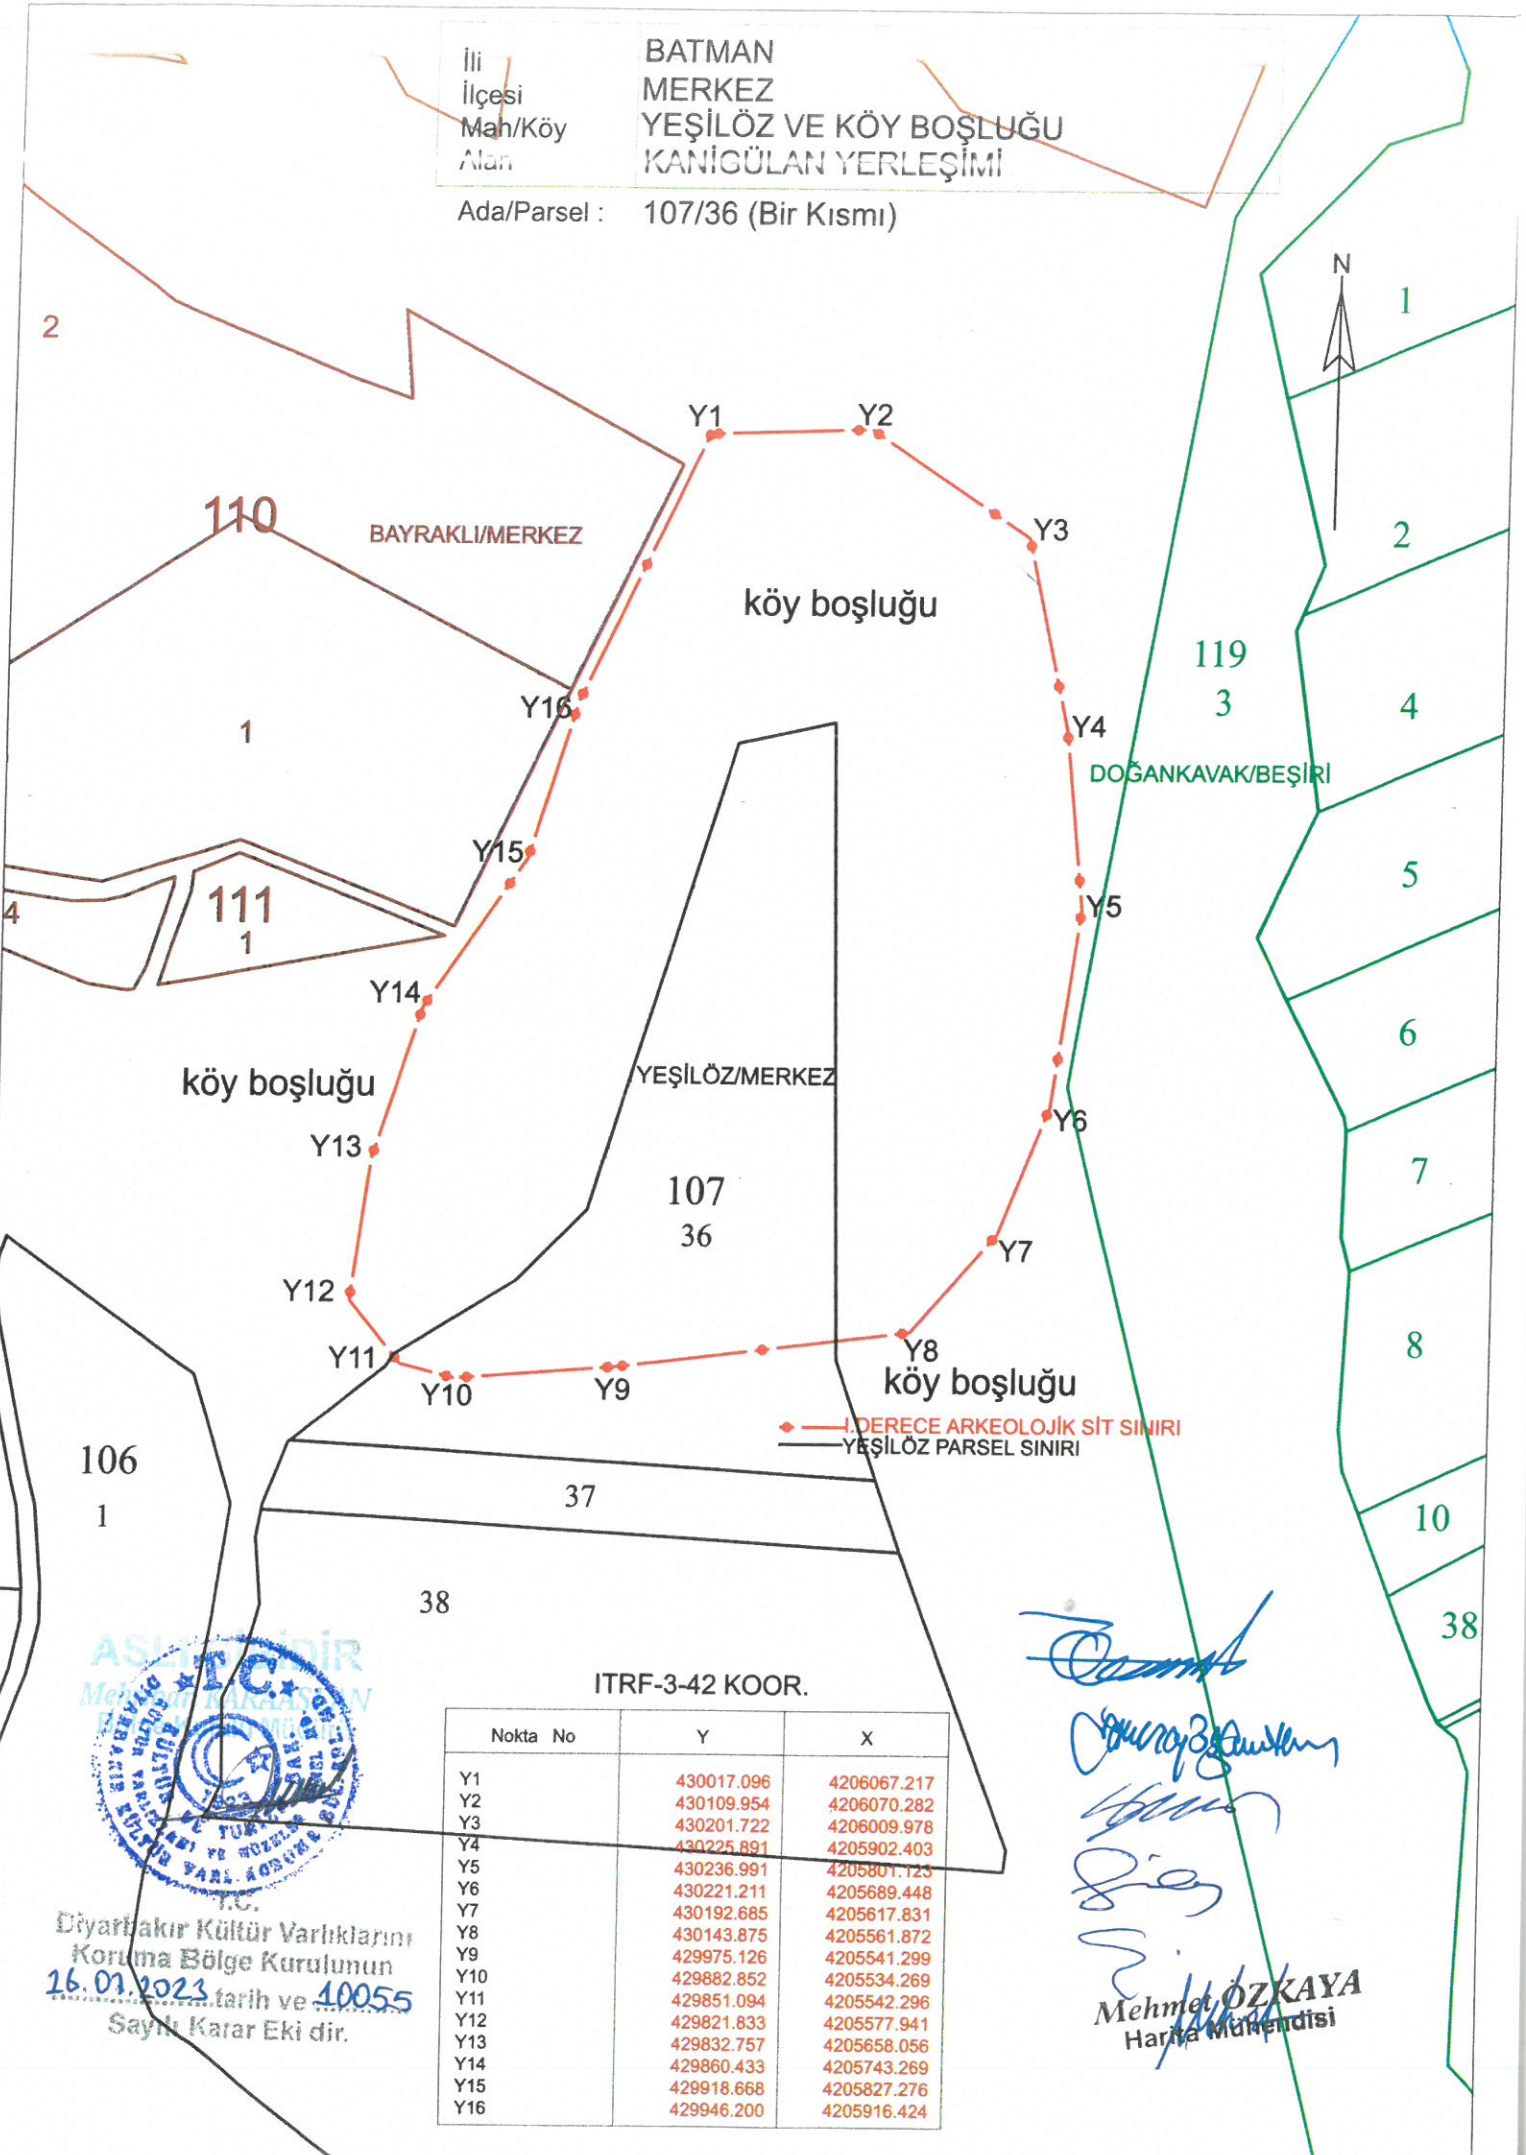 İli BATMAN
İlçesi MERKEZ
Mah/Köy YEŞİLÖZ VE KÖY BOŞLUĞU
Alan KANİGÜLAN YERLEŞİMİ
Ada/Parsel : 107/36 (Bir Kısmı)
N
1
2
Y1
Y2
110
BAYRAKLI/MERKEZ
Y3
2
köy boşluğu
119
3
Y16
4
1
Y4
DOĞANKAVAK/BEŞİRİ
Y15
5
111
4
1
Y5
Y14
6
köy boşluğu
YEŞİLÖZ/MERKEZ
Y6
Y13
7
107
36
Y7
Y12
Y11
Y8
8
Y10
Y9
köy boşluğu
I.DERECE ARKEOLOJİK SİT SINIRI
YEŞİLÖZ PARSEL SINIRI
106
1
37
10
38
38
ASLI GİBİDİR
KARAASLAN
T.C.
ITRF-3-42 KOOR.
Nokta No Y X
Y1 430017.096 4206067.217
Y2 430109.954 4206070.282
Y3 430201.722 4206009.978
Y4 430225.891 4205902.403
Y5 430236.991 4205801.123
Y6 430221.211 4205689.448
Y7 430192.685 4205617.831
Y8 430143.875 4205561.872
Y9 429975.126 4205541.299
Y10 429882.852 4205534.269
Y11 429851.094 4205542.296
Y12 429821.833 4205577.941
Y13 429832.757 4205658.056
Y14 429860.433 4205743.269
Y15 429918.668 4205827.276
Y16 429946.200 4205916.424
T.C.
Diyarbakır Kültür Varlıklarını
Koruma Bölge Kurulunun
16.01.2023 tarih ve 10055
Sayılı Karar Eki dir.
Mehmet ÖZKAYA
Harita Mühendisi